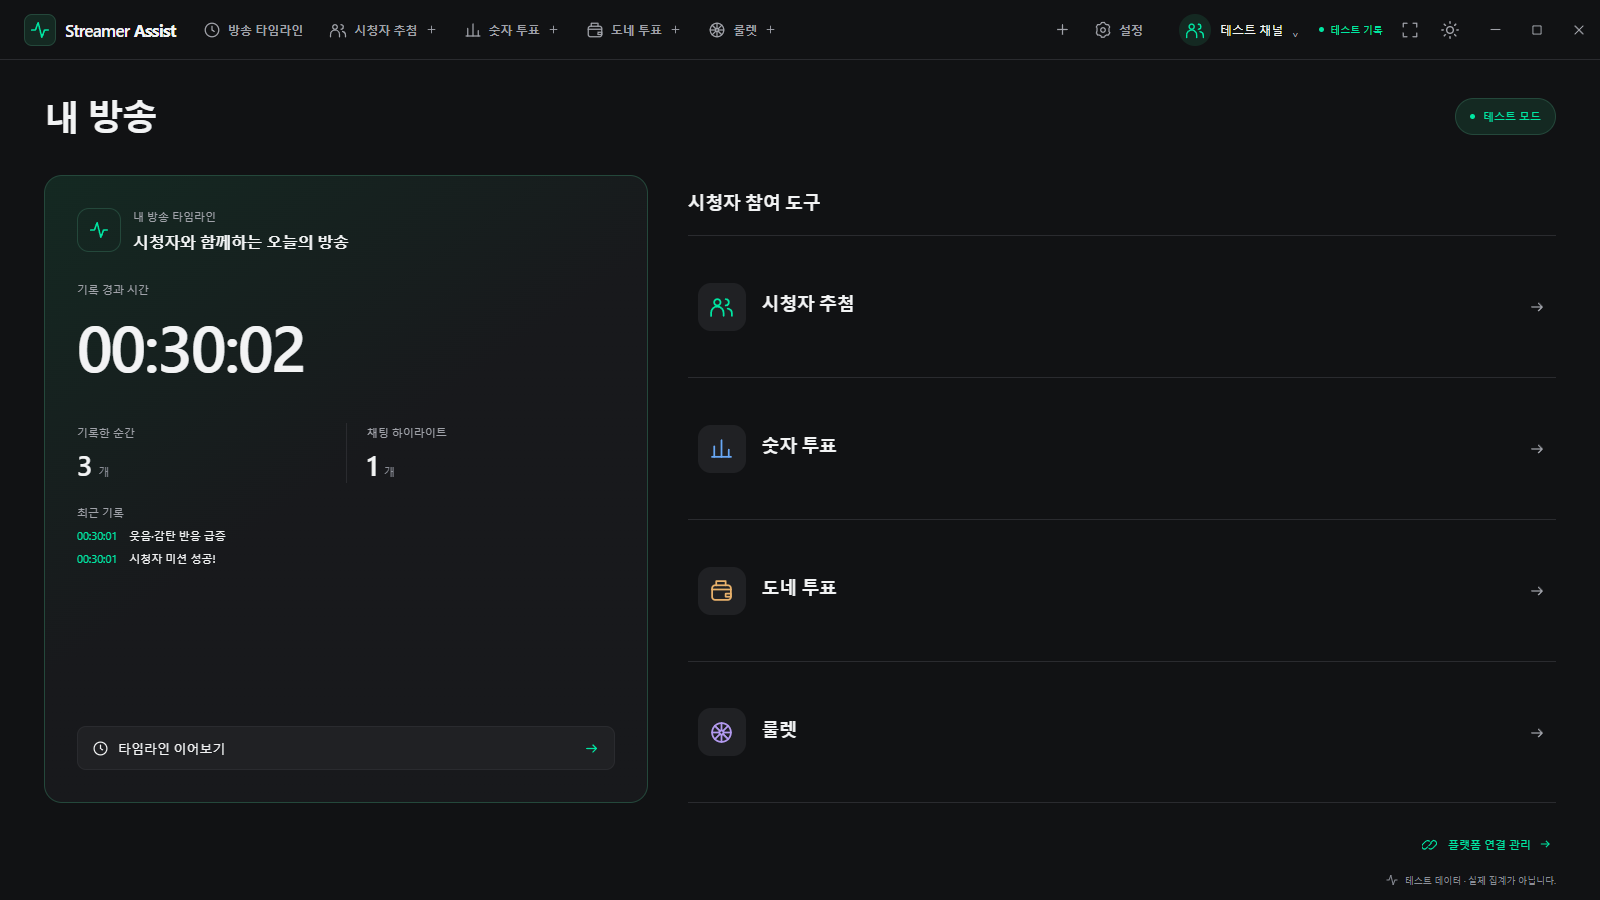 Streamer Assist 방송 타임라인 시청자 추첨 + 숫자 투표 + 도네 투표 + 룰렛 + + 설정 테스트 채널 테스트 기록
내 방송
테스트 모드
내 방송 타임라인
시청자와 함께하는 오늘의 방송
기록 경과 시간
00:30:02
기록한 순간
3 개
채팅 하이라이트
1 개
최근 기록
00:30:01 웃음·감탄 반응 급증
00:30:01 시청자 미션 성공!
타임라인 이어보기
시청자 참여 도구
시청자 추첨
숫자 투표
도네 투표
룰렛
플랫폼 연결 관리
테스트 데이터 · 실제 집계가 아닙니다.